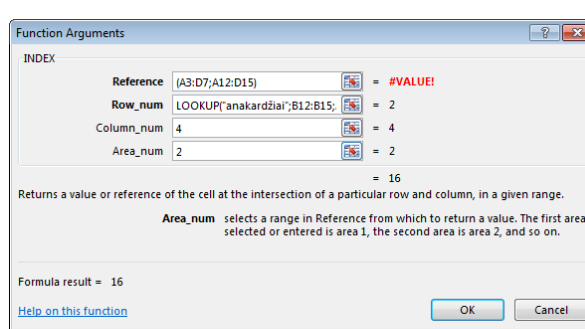 Function Arguments
INDEX
Reference (A3:D7;A12:D15) = #VALUE!
Row_num LOOKUP("anakardžiai";B12:B15; = 2
Column_num 4 = 4
Area_num 2 = 2
= 16
Returns a value or reference of the cell at the intersection of a particular row and column, in a given range.
Area_num selects a range in Reference from which to return a value. The first area
selected or entered is area 1, the second area is area 2, and so on.
Formula result = 16
Help on this function OK Cancel